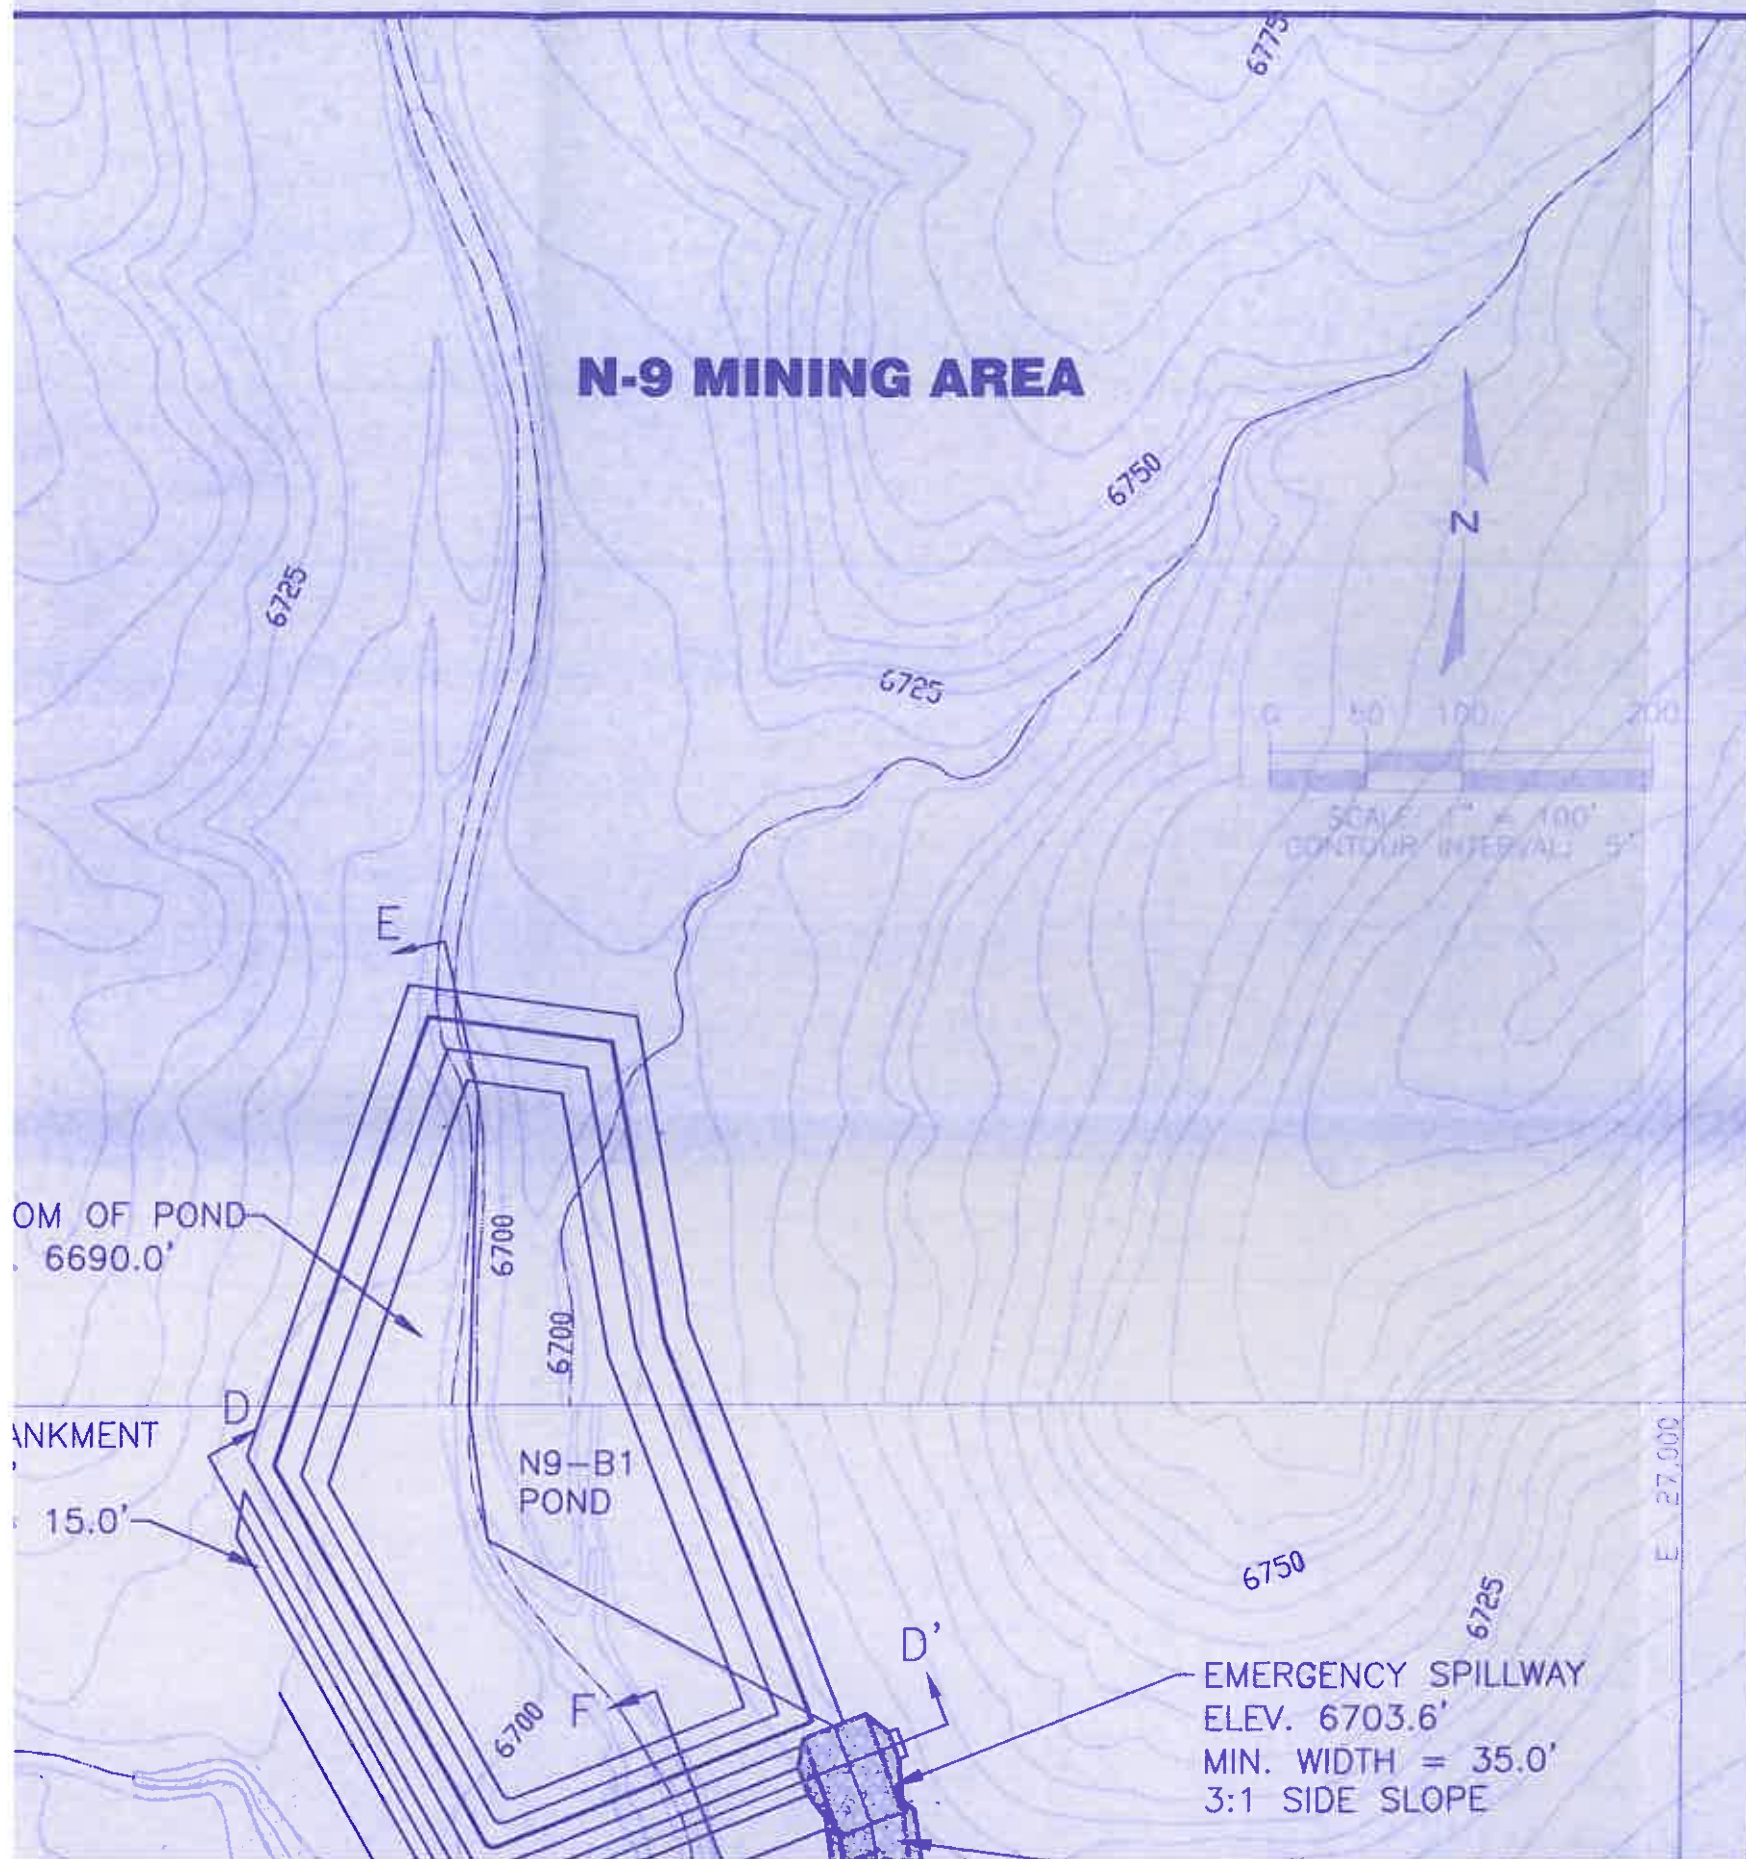 6775
N-9 MINING AREA
6750
N
6725
6725
0 50 100 200
SCALE: 1" = 100'
CONTOUR INTERVAL: 5'
E
OM OF POND
6690.0'
6700
6700
D
ANKMENT
15.0'
N9-B1
POND
E 27,000
6750
6725
D'
EMERGENCY SPILLWAY
ELEV. 6703.6'
MIN. WIDTH = 35.0'
3:1 SIDE SLOPE
F
6700